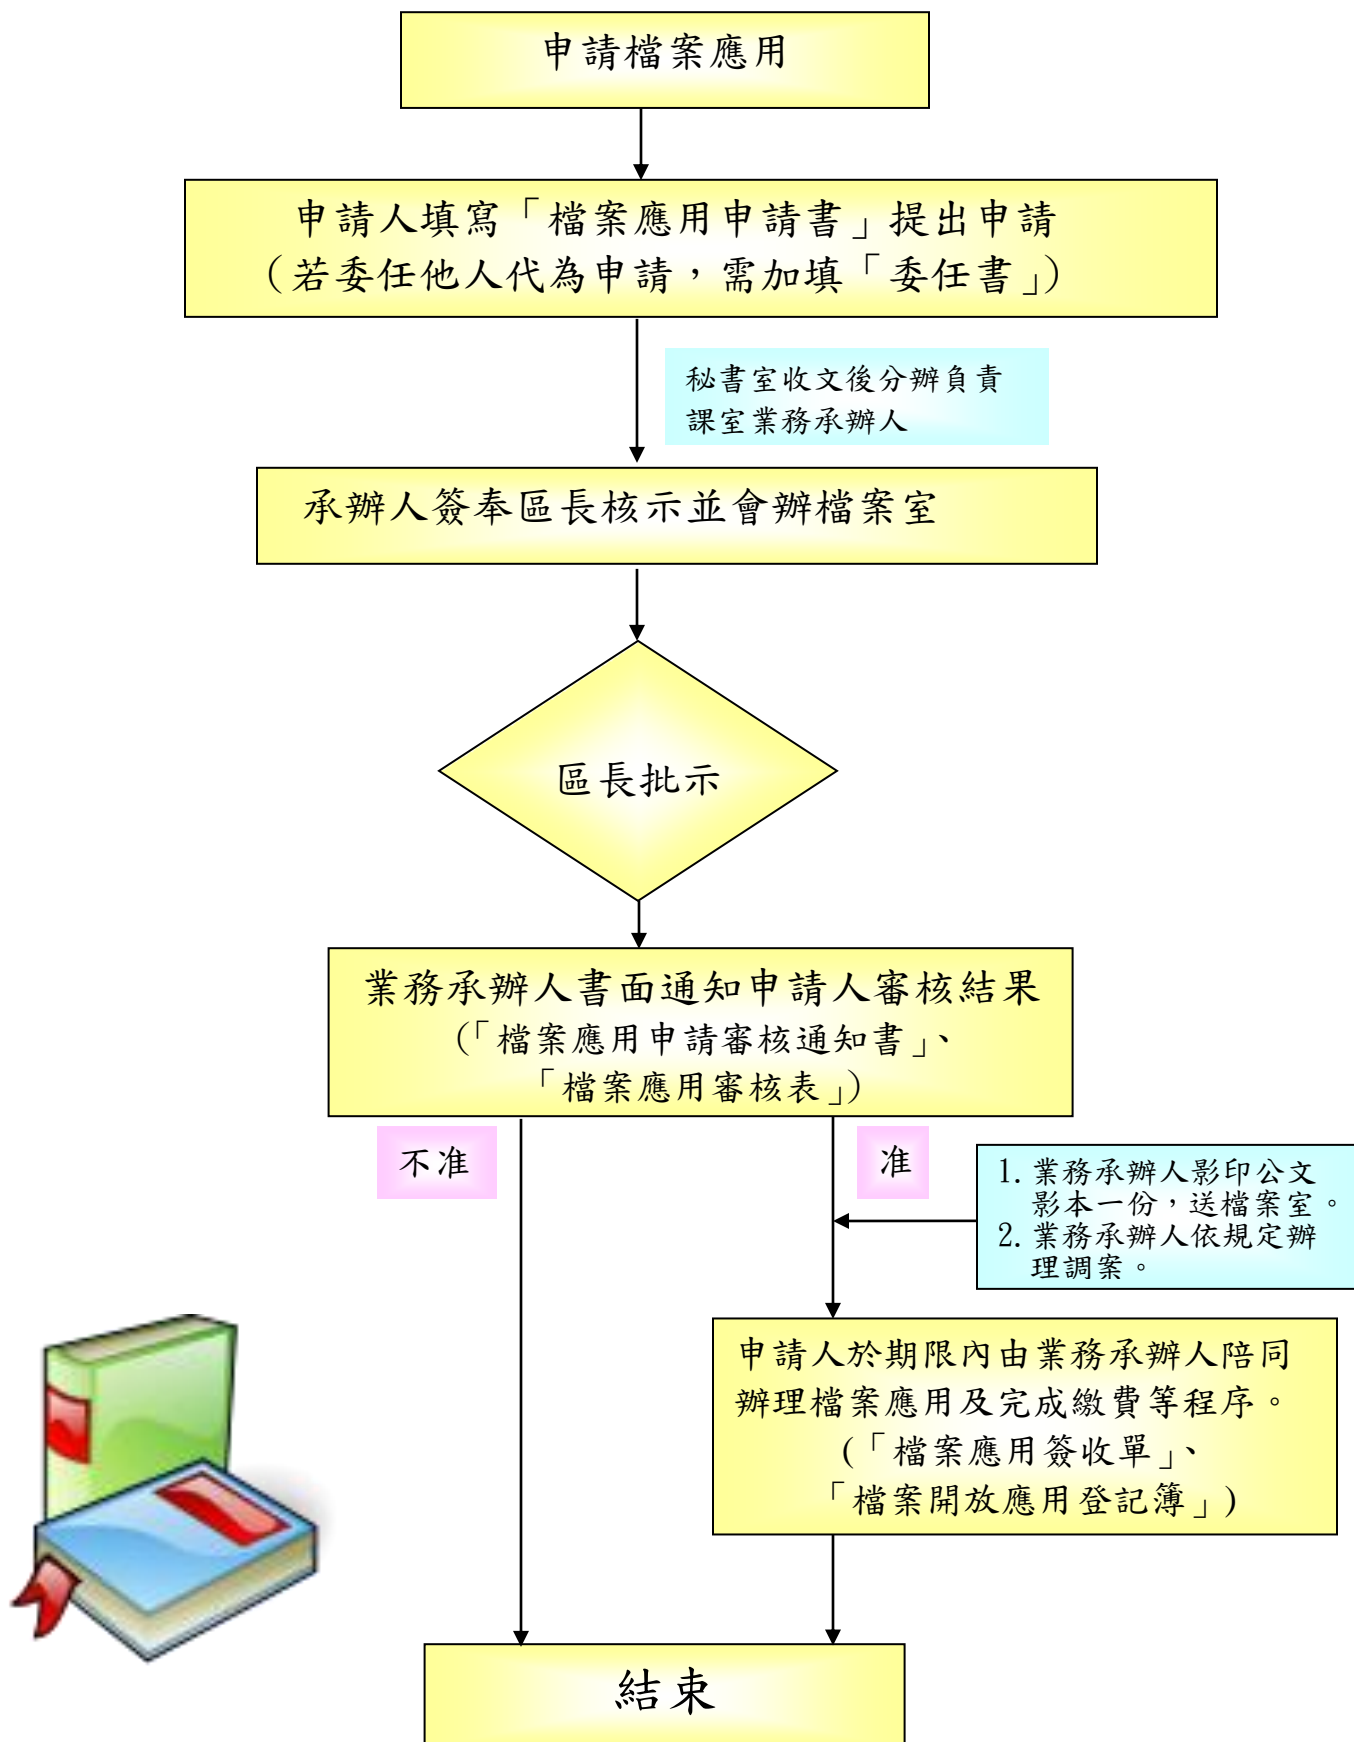 申請檔案應用
申請人填寫「檔案應用申請書」提出申請
（若委任他人代為申請，需加填「委任書」）
秘書室收文後分辦負責
課室業務承辦人
承辦人簽奉區長核示並會辦檔案室
區長批示
業務承辦人書面通知申請人審核結果
（「檔案應用申請審核通知書」、
「檔案應用審核表」）
不准
准
1. 業務承辦人影印公文
影本一份，送檔案室。
2. 業務承辦人依規定辦
理調案。
申請人於期限內由業務承辦人陪同
辦理檔案應用及完成繳費等程序。
(「檔案應用簽收單」、
「檔案開放應用登記簿」)
結束